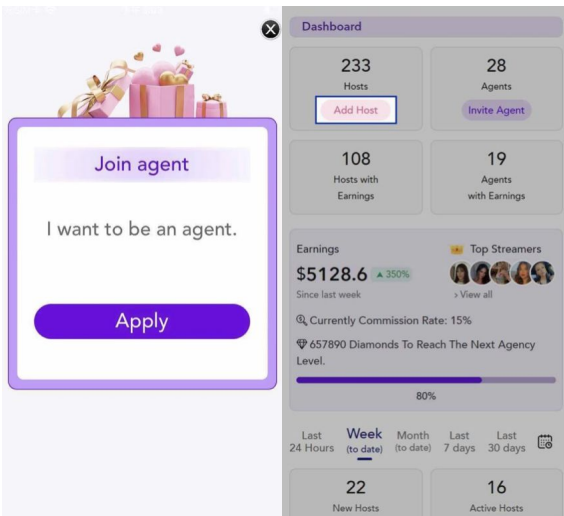 Join agent
I want to be an agent.
Apply
Dashboard
233
Hosts
Add Host
28
Agents
Invite Agent
108
Hosts with
Earnings
19
Agents
with Earnings
Earnings
$5128.6 ▲ 350%
Since last week
Top Streamers
› View all
Currently Commission Rate: 15%
657890 Diamonds To Reach The Next Agency
Level.
80%
Last
24 Hours
Week
(to date)
Month
(to date)
Last
7 days
Last
30 days
22
New Hosts
16
Active Hosts